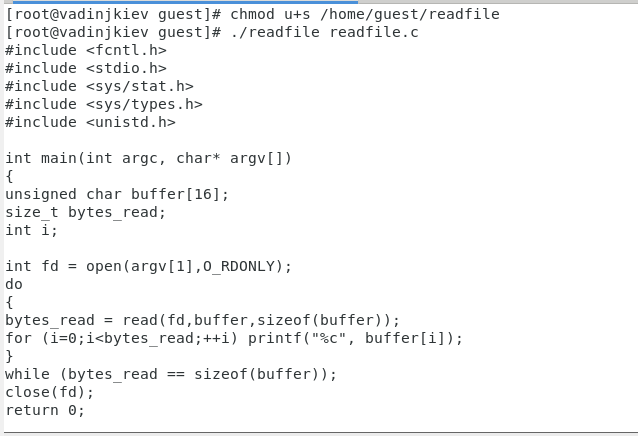 [root@vadinjkiev guest]# chmod u+s /home/guest/readfile
[root@vadinjkiev guest]# ./readfile readfile.c
#include <fcntl.h>
#include <stdio.h>
#include <sys/stat.h>
#include <sys/types.h>
#include <unistd.h>

int main(int argc, char* argv[])
{
unsigned char buffer[16];
size_t bytes_read;
int i;

int fd = open(argv[1],O_RDONLY);
do
{
bytes_read = read(fd,buffer,sizeof(buffer));
for (i=0;i<bytes_read;++i) printf("%c", buffer[i]);
}
while (bytes_read == sizeof(buffer));
close(fd);
return 0;